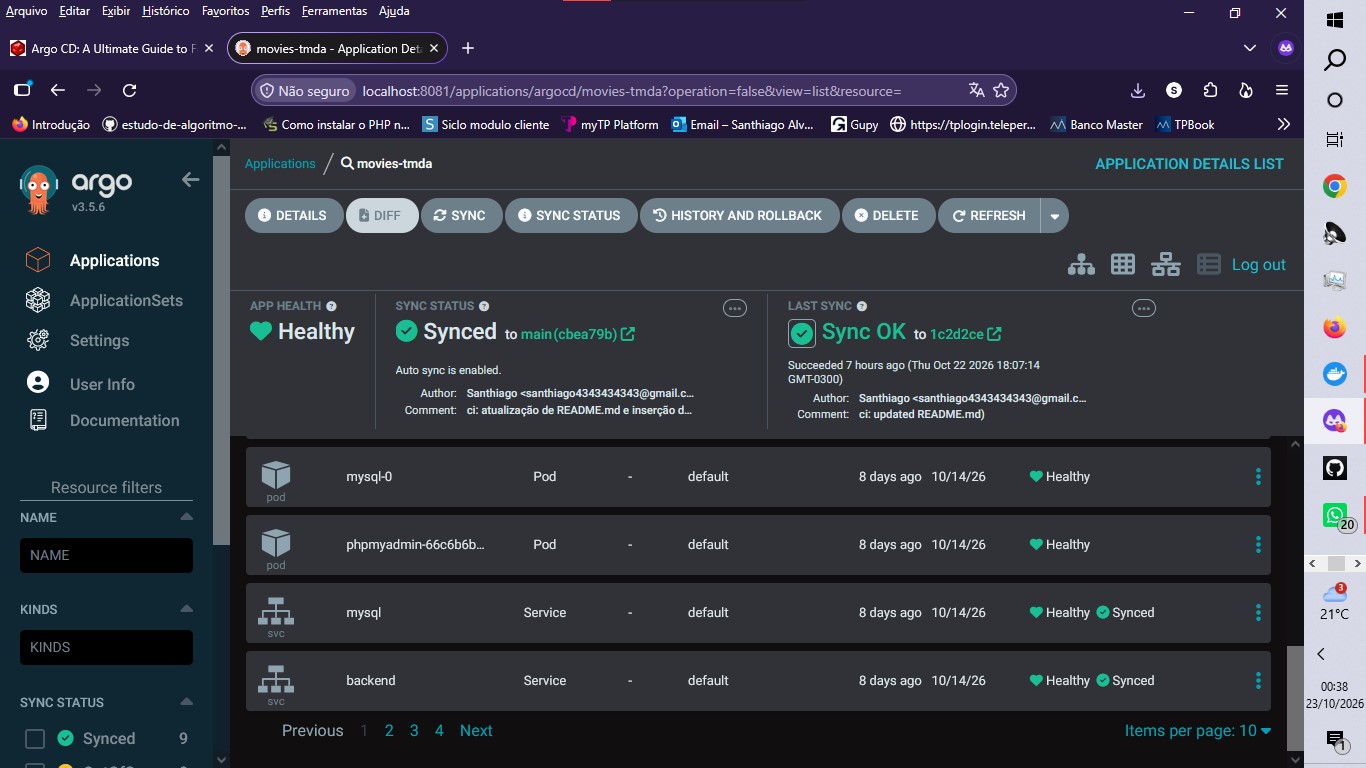 Arquivo Editar Exibir Histórico Favoritos Perfis Ferramentas Ajuda
Argo CD: A Ultimate Guide to F
movies-tmda - Application Det
Não seguro localhost:8081/applications/argocd/movies-tmda?operation=false&view=list&resource=
Introdução estudo-de-algoritmo-... Como instalar o PHP n... Siclo modulo cliente myTP Platform Email – Santhiago Alv... Gupy https://tplogin.teleper... Banco Master TPBook
argo
v3.5.6
Applications
ApplicationSets
Settings
User Info
Documentation
Resource filters
NAME
NAME
KINDS
KINDS
SYNC STATUS
Synced 9
Applications / movies-tmda
APPLICATION DETAILS LIST
DETAILS DIFF SYNC SYNC STATUS HISTORY AND ROLLBACK DELETE REFRESH
Log out
APP HEALTH
Healthy
SYNC STATUS
Synced to main(cbea79b)
Auto sync is enabled.
Author: Santhiago <santhiago4343434343@gmail.c...
Comment: ci: atualização de README.md e inserção d...
LAST SYNC
Sync OK to 1c2d2ce
Succeeded 7 hours ago (Thu Oct 22 2026 18:07:14
GMT-0300)
Author: Santhiago <santhiago4343434343@gmail.c...
Comment: ci: updated README.md)
pod mysql-0 Pod - default 8 days ago 10/14/26 Healthy
pod phpmyadmin-66c6b6b... Pod - default 8 days ago 10/14/26 Healthy
svc mysql Service - default 8 days ago 10/14/26 Healthy Synced
svc backend Service - default 8 days ago 10/14/26 Healthy Synced
Previous 1 2 3 4 Next
Items per page: 10
20
3
21°C
00:38
23/10/2026
1